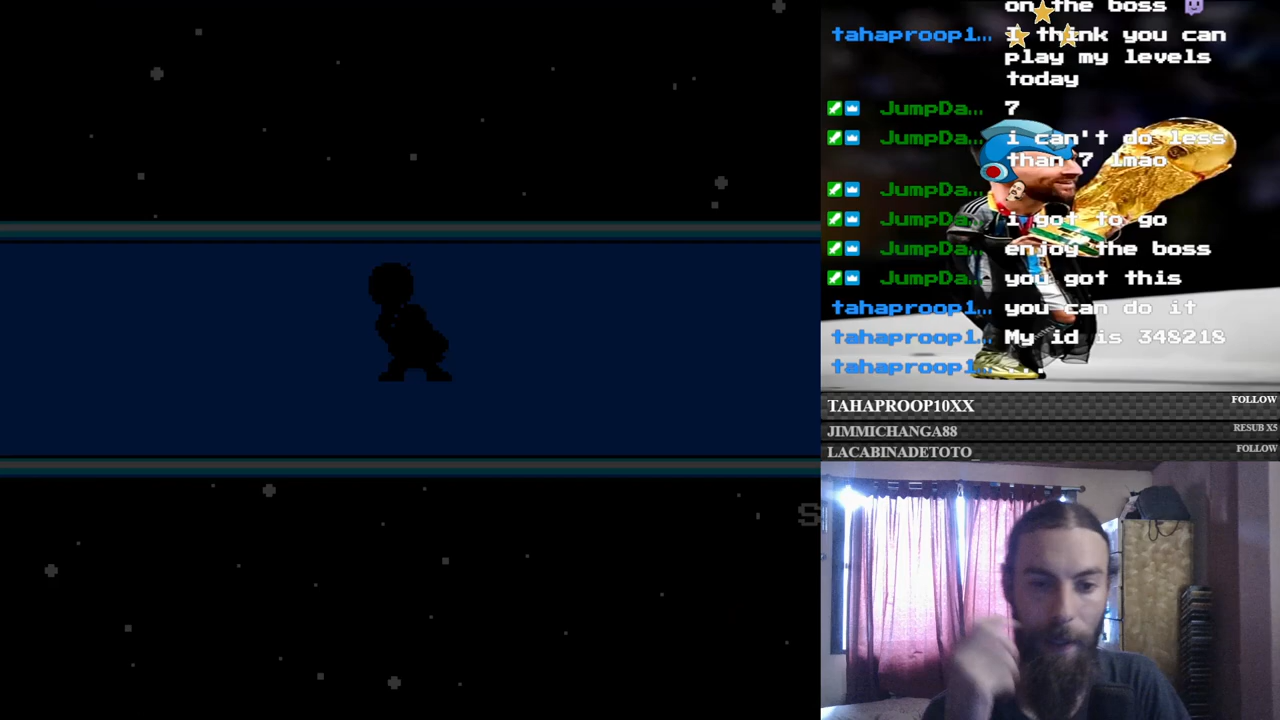 on the boss
tahaproop1... I think you can
play my levels
today
JumpDa... 7
JumpDa... i can't do less
than 7 lmao
JumpDa...
JumpDa... i got to go
JumpDa... enjoy the boss
JumpDa... you got this
tahaproop1... you can do it
tahaproop1... My id is 348218
tahaproop1... ...
TAHAPROOP10XX FOLLOW
JIMMICHANGA88 RESUB X5
LACABINADETOTO_ FOLLOW
S